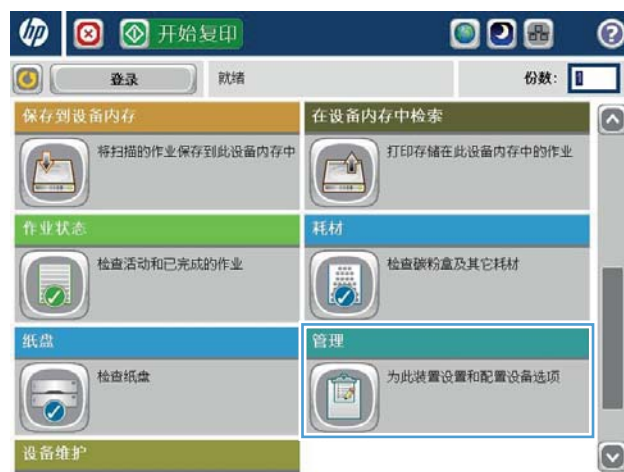 hp 开始复印 ?
登录 就绪 份数: 1
保存到设备内存 在设备内存中检索
将扫描的作业保存到此设备内存中 打印存储在此设备内存中的作业
作业状态 耗材
检查活动和已完成的作业 检查碳粉盒及其它耗材
纸盘 管理
检查纸盘 为此装置设置和配置设备选项
设备维护